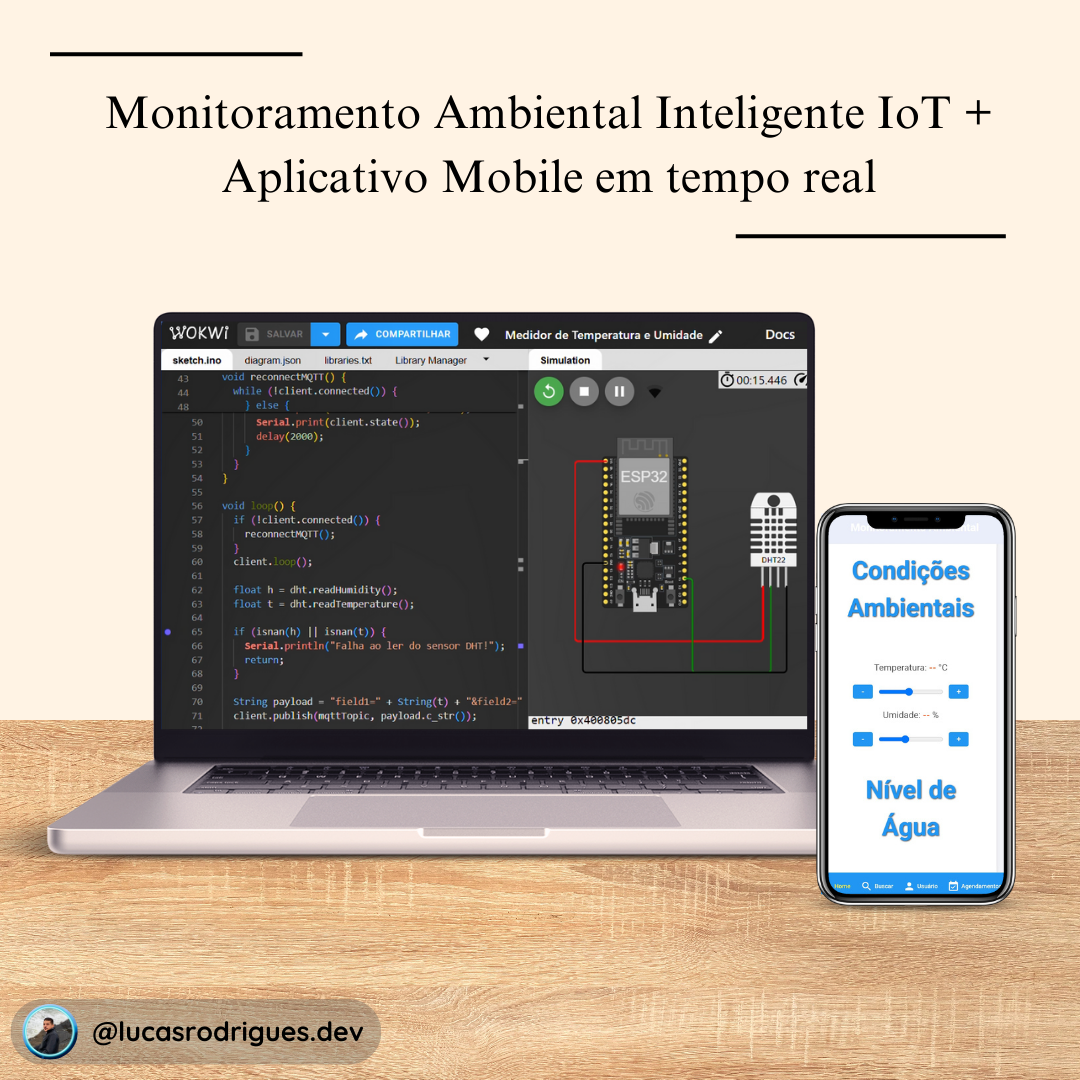 Monitoramento Ambiental Inteligente IoT +
Aplicativo Mobile em tempo real
WOKWi
SALVAR
COMPARTILHAR
Medidor de Temperatura e Umidade
Docs
sketch.ino
diagram.json
libraries.txt
Library Manager
Simulation
43 void reconnectMQTT() {
44 while (!client.connected()) {
48 } else {
50 Serial.print(client.state());
51 delay(2000);
52 }
53 }
54 }
55
56 void loop() {
57 if (!client.connected()) {
58 reconnectMQTT();
59 }
60 client.loop();
61
62 float h = dht.readHumidity();
63 float t = dht.readTemperature();
64
65 if (isnan(h) || isnan(t)) {
66 Serial.println("Falha ao ler do sensor DHT!");
67 return;
68 }
69
70 String payload = "field1=" + String(t) + "&field2="
71 client.publish(mqttTopic, payload.c_str());
00:15.446
ESP32
DHT22
entry 0x400805dc
Condições
Ambientais
Temperatura: -- °C
- +
Umidade: -- %
- +
Nível de
Água
Home
Buscar
Usuário
Agendamento
@lucasrodrigues.dev